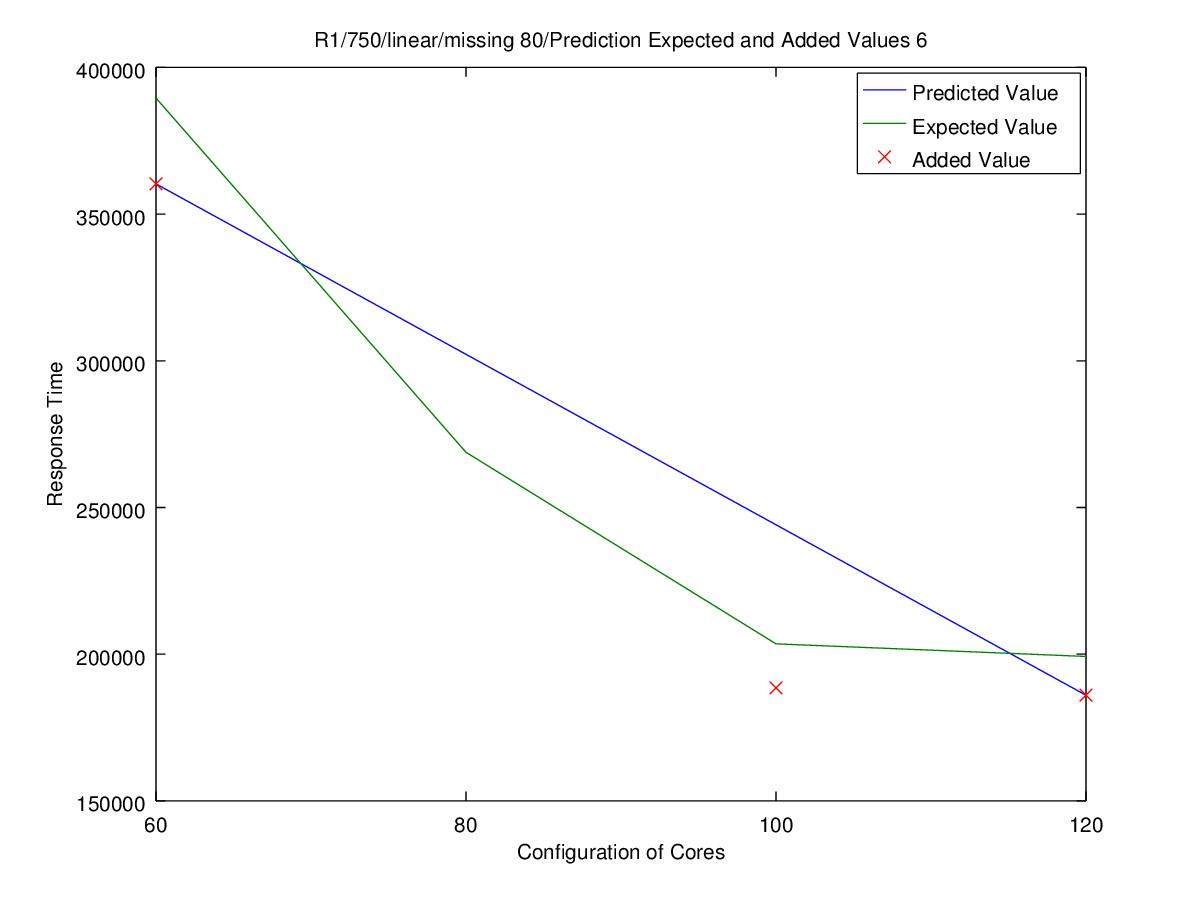 R1/750/linear/missing 80/Prediction Expected and Added Values 6
400000
350000
300000
250000
200000
150000
Response Time
Predicted Value
Expected Value
Added Value
60
80
100
120
Configuration of Cores